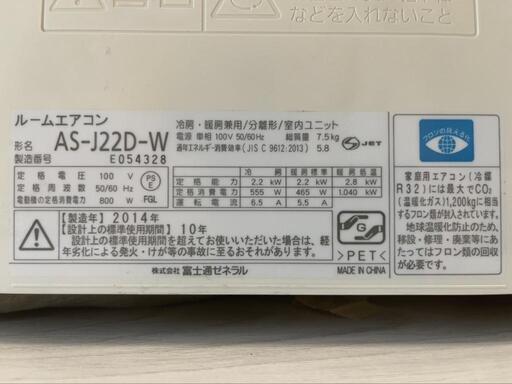 などを入れないこと
ルームエアコン
形名 AS-J22D-W
製造番号 E054328
冷房・暖房兼用/分離形/室内ユニット
電源 単相100V 50/60Hz 総質量 7.5kg
通年エネルギー消費効率(JIS C 9612:2013) 5.8
JET
定格電圧 100 V
定格周波数 50/60 Hz
電動機の定格消費電力 800 W
PS
E
FGL
冷房 暖房標準 暖房低温
定格能力 2.2 kW 2.2 kW 2.8 kW
定格消費電力 555 W 465 W 1.040 kW
運転電流 6.5 A 5.5 A
【製造年】2014年
【設計上の標準使用期間】10年
設計上の標準使用期間を超えてお使いいただいた場合は、経
年劣化による発火・けが等の事故に至るおそれがあります。
株式会社 富士通ゼネラル
G
>PET<
MADE IN CHINA
フロンの見える化
家庭用エアコン(冷媒
R32)には最大でCO₂
(温暖化ガス)1,200kgに相当
するフロン類が封入されています。
地球温暖化防止のため、
移設・修理・廃棄等にあ
たってはフロン類の回収
が必要です。